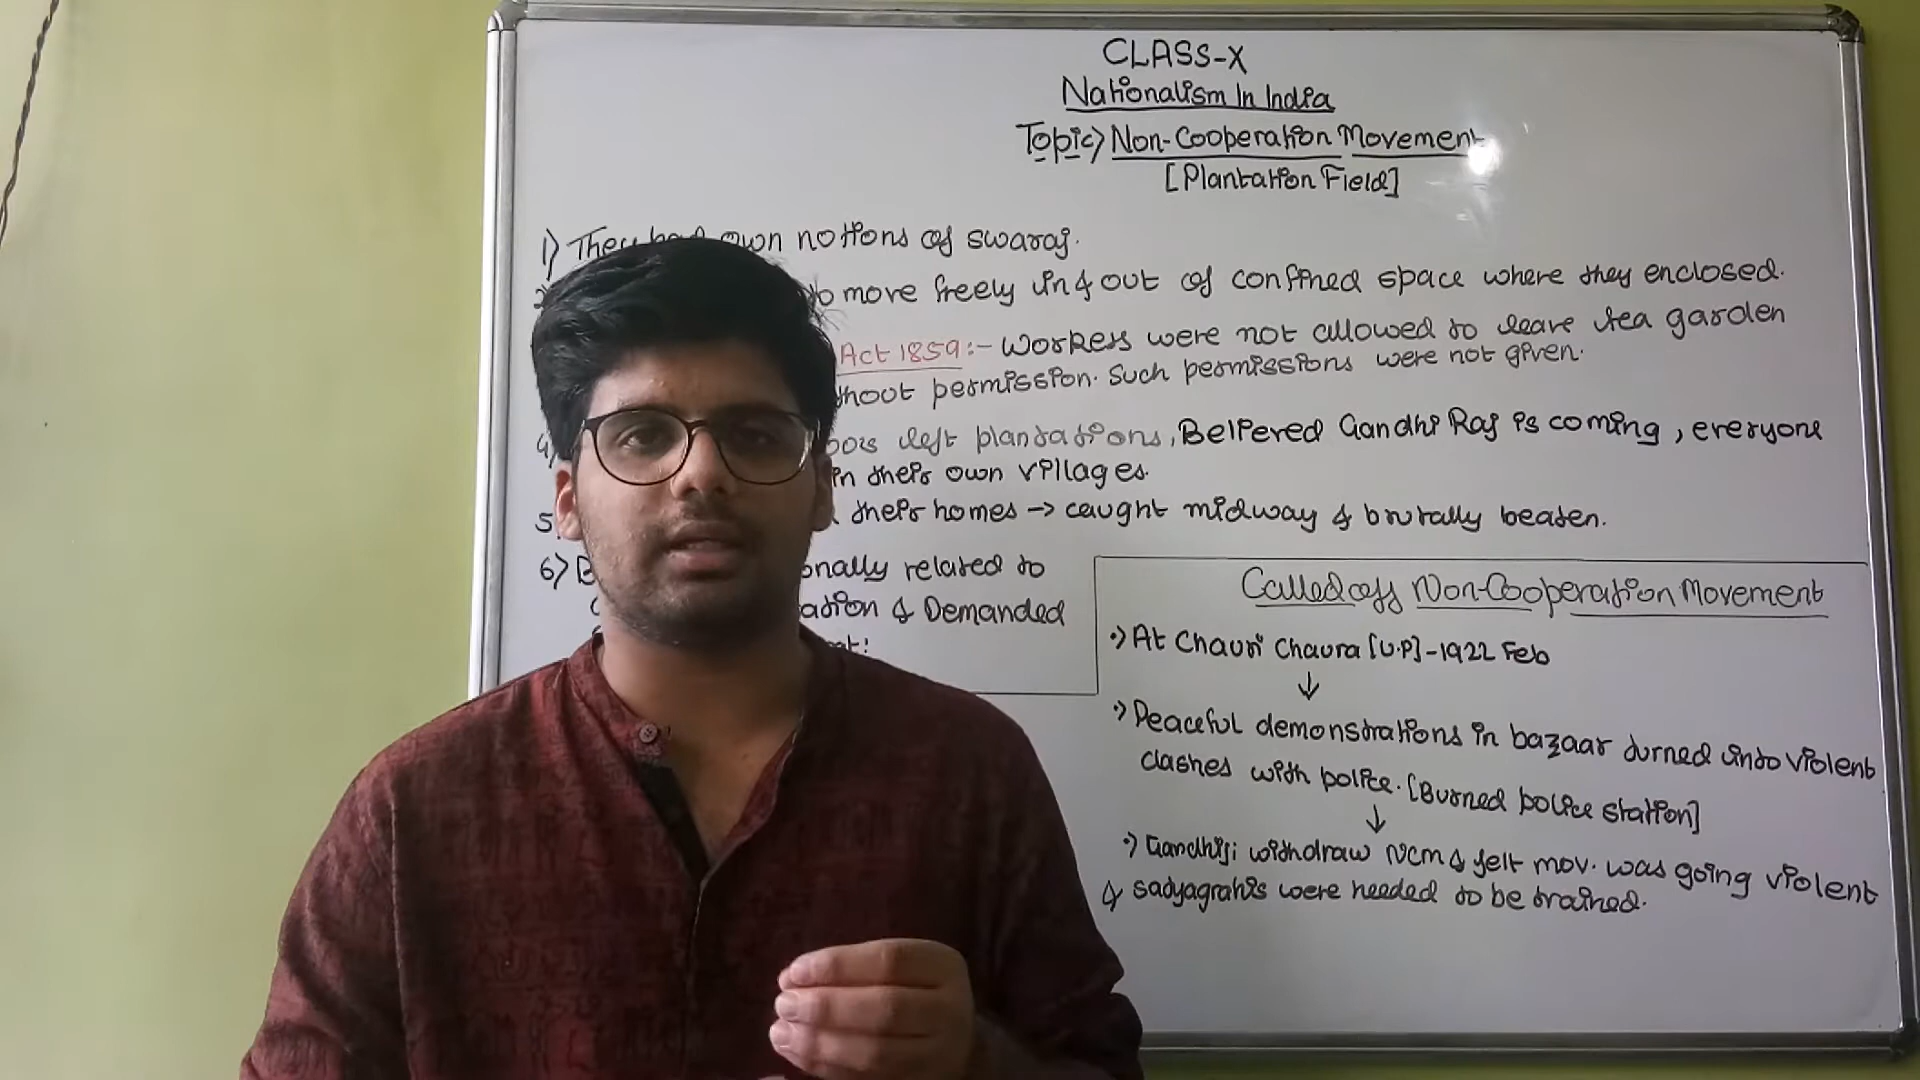 CLASS-X
Nationalism In India
Topic> Non-Cooperation Movement
[Plantation Field]
1) They had own notions of swaraj.
move freely in & out of confined space where they enclosed.
Act 1859:- Workers were not allowed to leave tea garden
permission. Such permissions were not given.
4) left plantations, Believed Gandhi Raj is coming, everyone
in their own villages.
5. their homes → caught midway & brutally beaten.
6) related to
& Demanded
Called off Non-Cooperation Movement
•) At Chauri Chaura [U.P] - 1922 Feb
↓
•) Peaceful demonstrations in bazaar turned into violent
clashes with police. [Burned police station]
↓
•) Gandhiji withdraw NCM & felt mov. was going violent
& satyagrahis were needed to be trained.